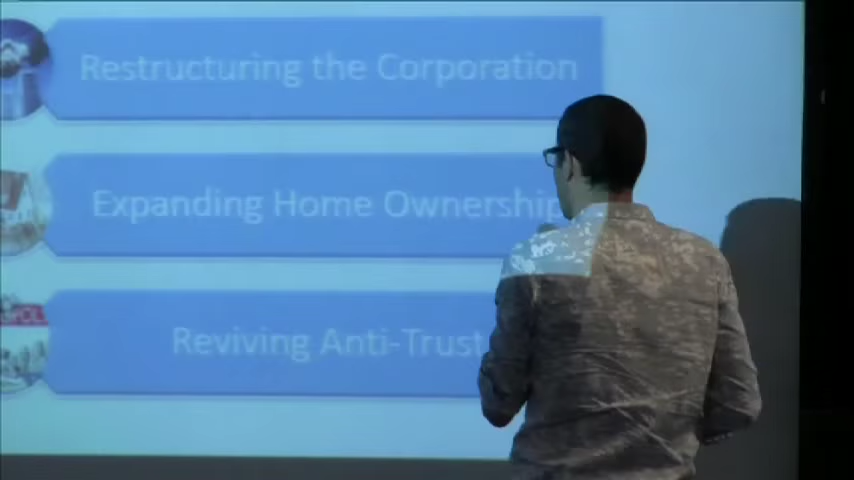 Restructuring the Corporation
Expanding Home Ownership
Reviving Anti-Trust